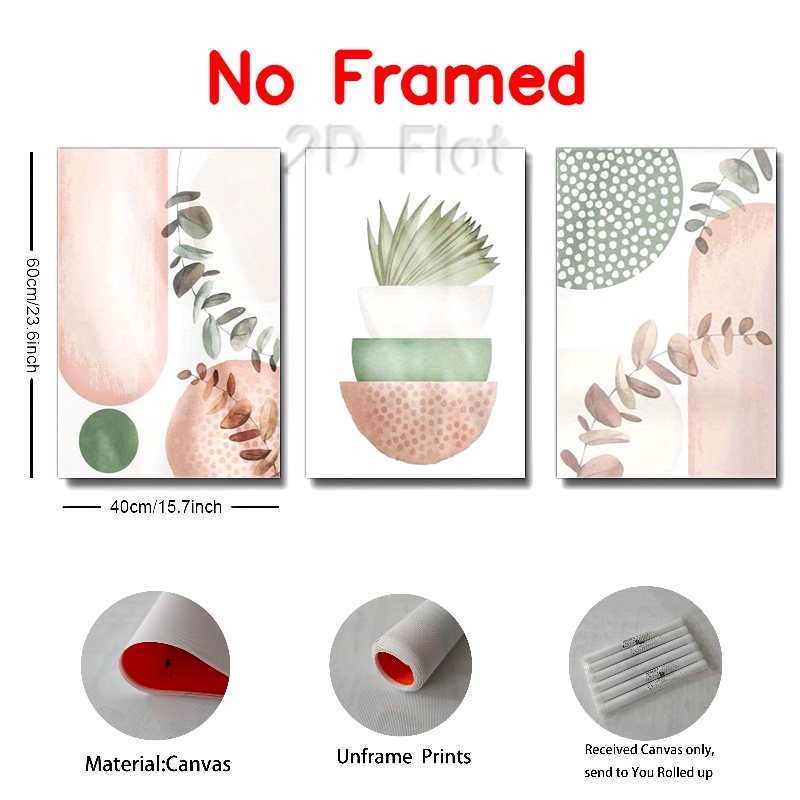 No Framed
2D Flat
60cm/23.6inch
40cm/15.7inch
Material:Canvas
Unframe Prints
Received Canvas only,
send to You Rolled up